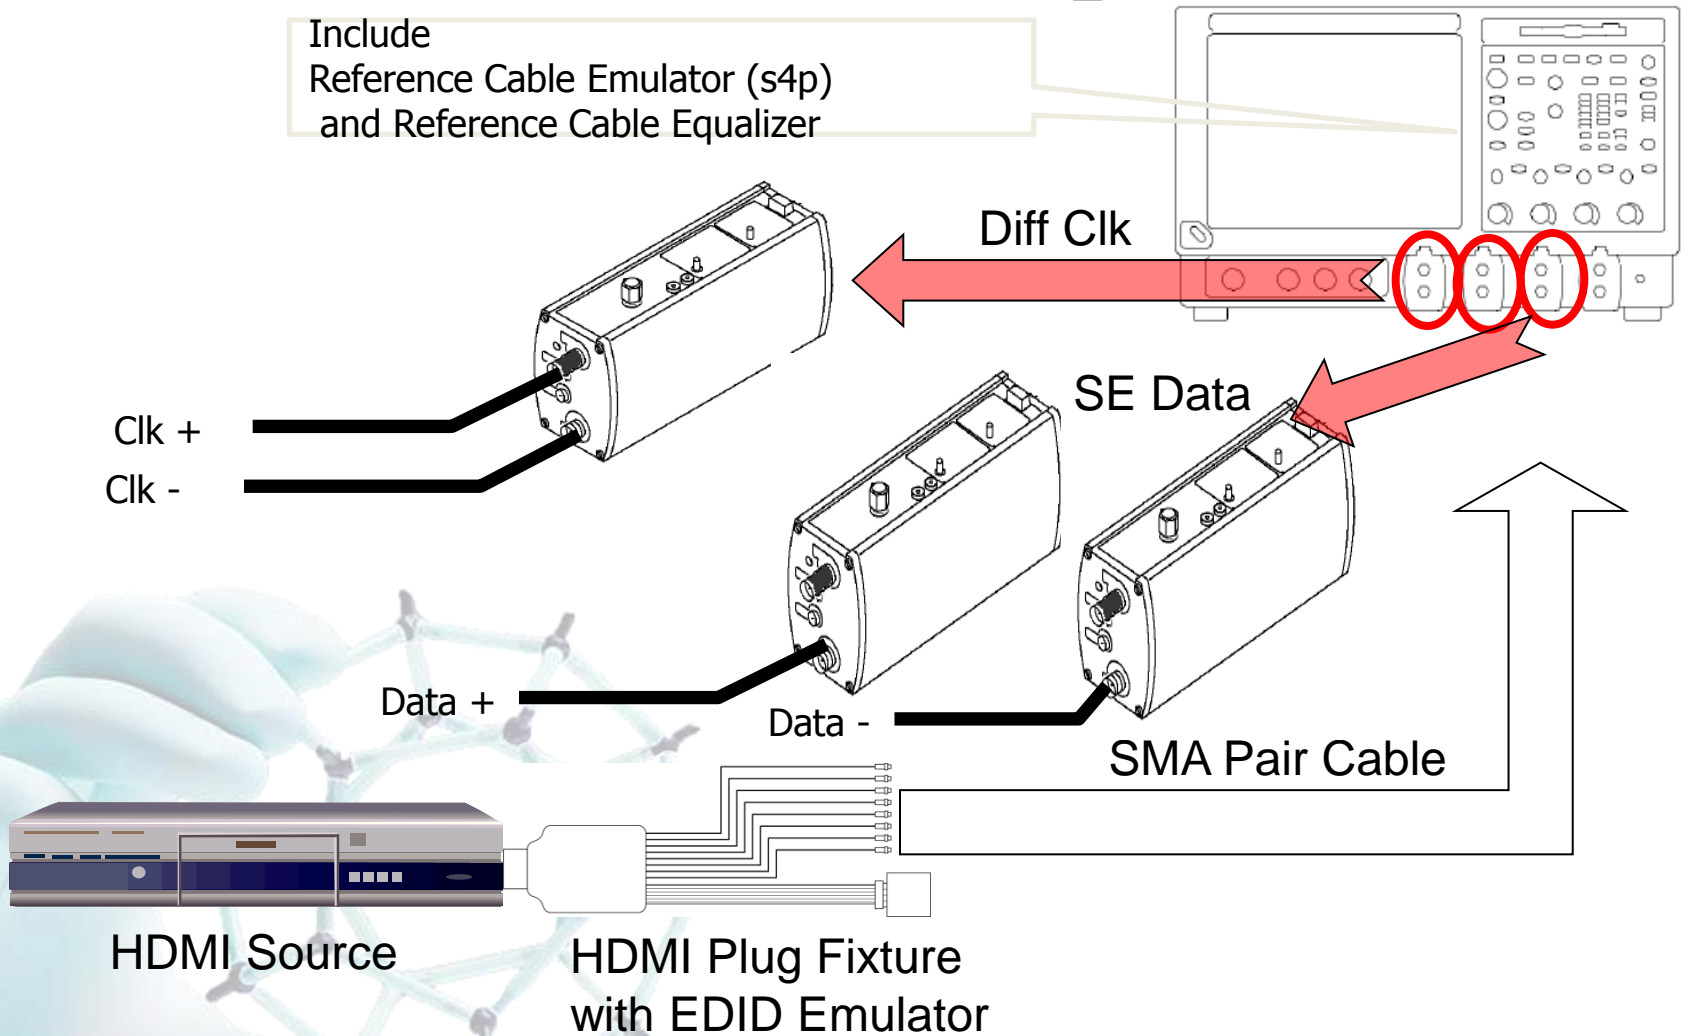 Include
Reference Cable Emulator (s4p)
and Reference Cable Equalizer
Diff Clk
SE Data
Clk +
Clk -
Data +
Data -
SMA Pair Cable
HDMI Source
HDMI Plug Fixture
with EDID Emulator